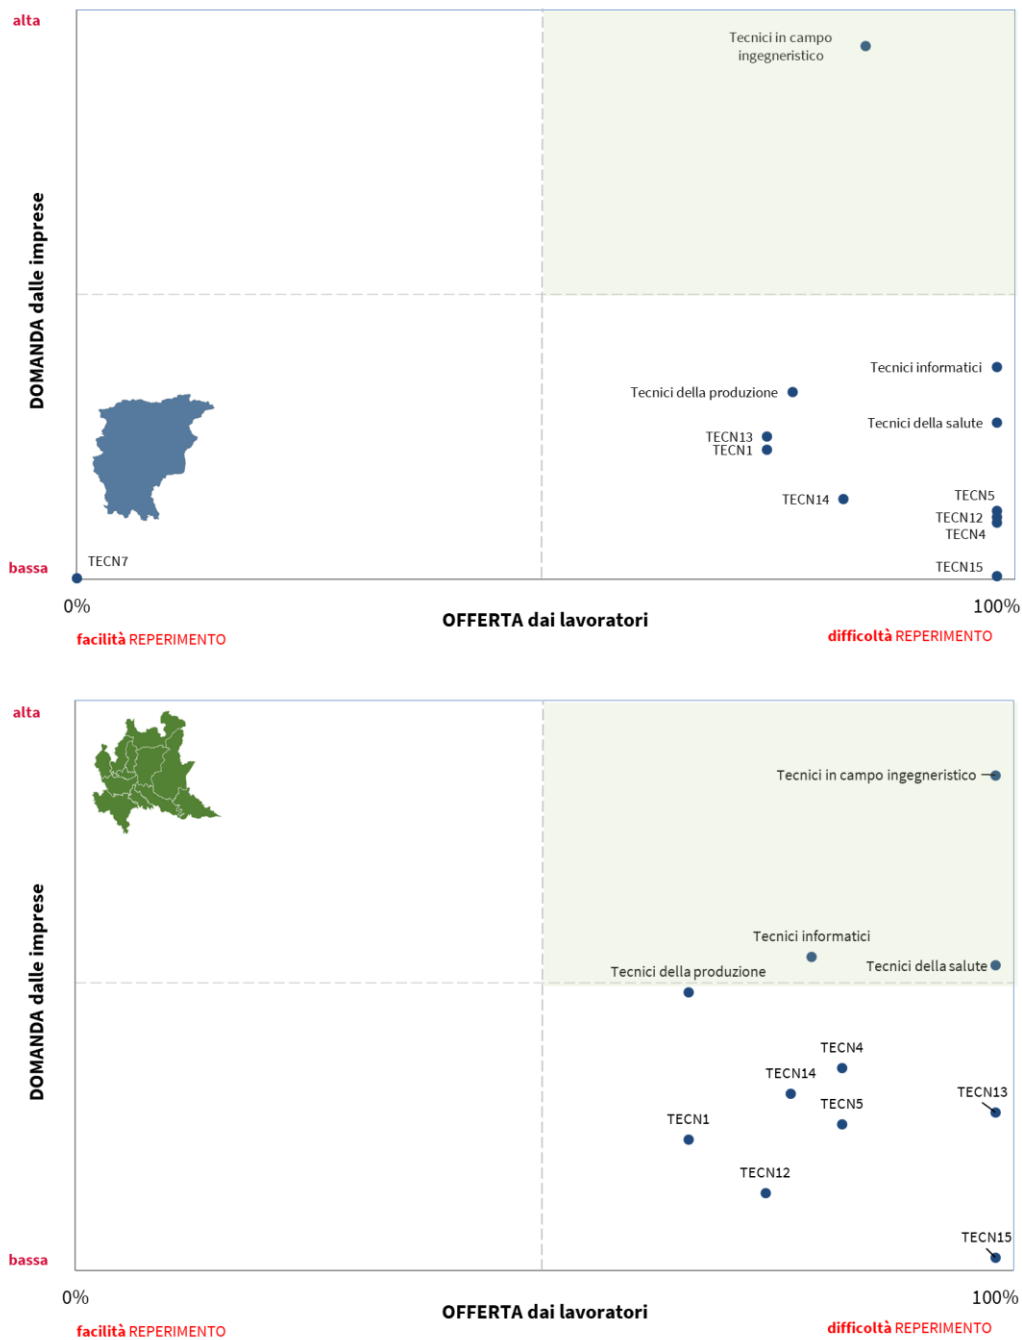 alta
Tecnici in campo
ingegneristico
DOMANDA dalle imprese
Tecnici informatici
Tecnici della produzione
Tecnici della salute
TECN13
TECN1
TECN14
TECN5
TECN12
TECN4
TECN7
TECN15
bassa
0%
100%
OFFERTA dai lavoratori
facilità REPERIMENTO
difficoltà REPERIMENTO
alta
Tecnici in campo ingegneristico
DOMANDA dalle imprese
Tecnici informatici
Tecnici della salute
Tecnici della produzione
TECN4
TECN14
TECN13
TECN5
TECN1
TECN12
TECN15
bassa
0%
100%
OFFERTA dai lavoratori
facilità REPERIMENTO
difficoltà REPERIMENTO